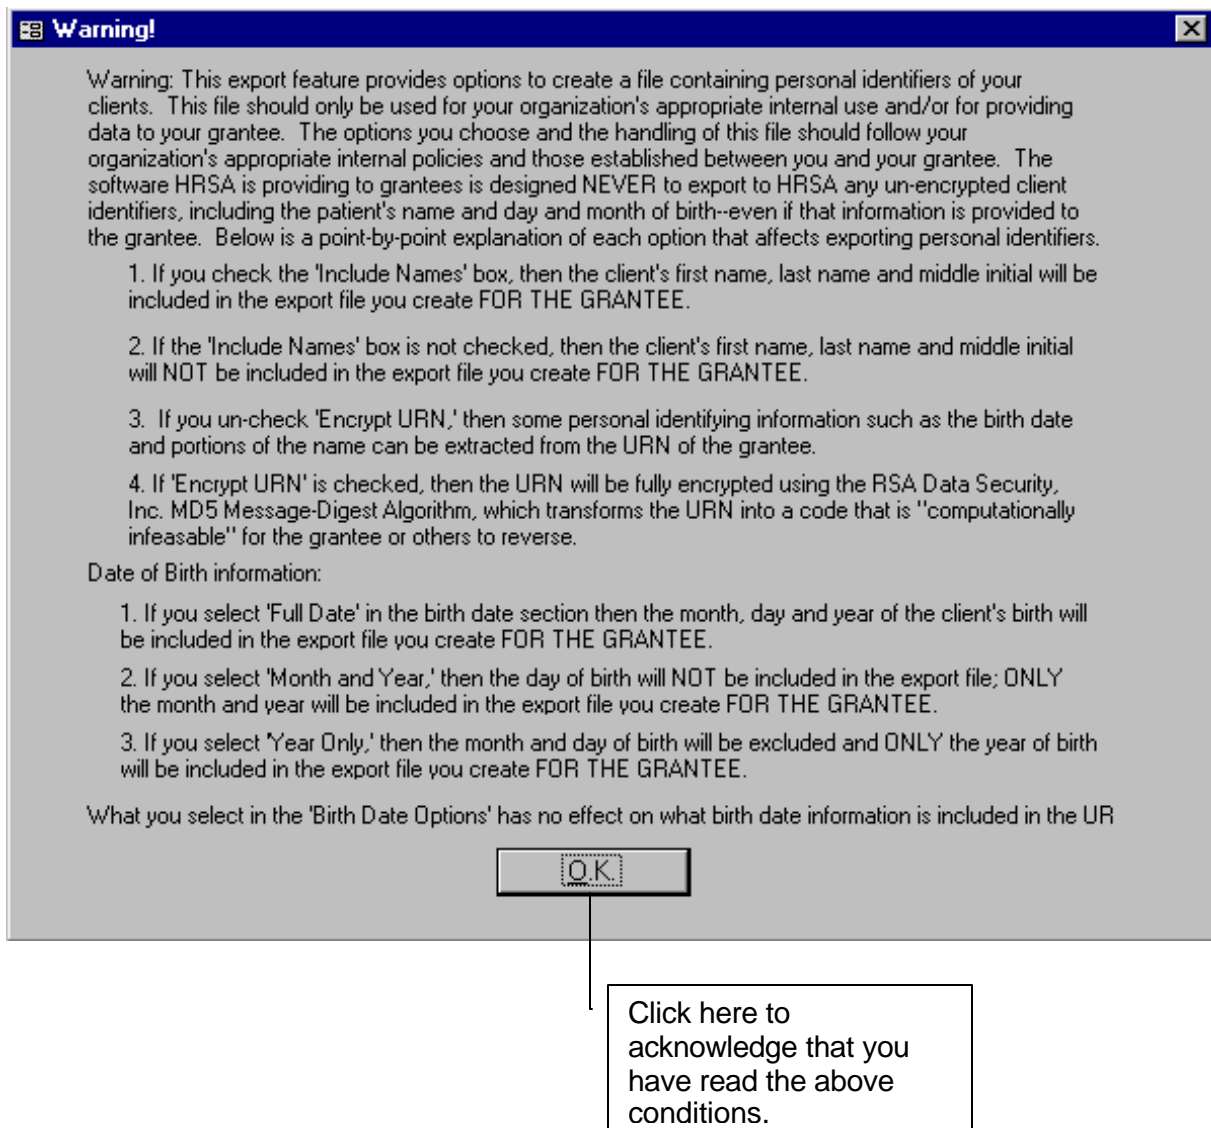 Warning!
Warning: This export feature provides options to create a file containing personal identifiers of your
clients.  This file should only be used for your organization's appropriate internal use and/or for providing
data to your grantee.  The options you choose and the handling of this file should follow your
organization's appropriate internal policies and those established between you and your grantee.  The
software HRSA is providing to grantees is designed NEVER to export to HRSA any un-encrypted client
identifiers, including the patient's name and day and month of birth--even if that information is provided to
the grantee.  Below is a point-by-point explanation of each option that affects exporting personal identifiers.
1. If you check the 'Include Names' box, then the client's first name, last name and middle initial will be
included in the export file you create FOR THE GRANTEE.
2. If the 'Include Names' box is not checked, then the client's first name, last name and middle initial
will NOT be included in the export file you create FOR THE GRANTEE.
3.  If you un-check 'Encrypt URN,' then some personal identifying information such as the birth date
and portions of the name can be extracted from the URN of the grantee.
4. If 'Encrypt URN' is checked, then the URN will be fully encrypted using the RSA Data Security,
Inc. MD5 Message-Digest Algorithm, which transforms the URN into a code that is "computationally
infeasable" for the grantee or others to reverse.
Date of Birth information:
1. If you select 'Full Date' in the birth date section then the month, day and year of the client's birth will
be included in the export file you create FOR THE GRANTEE.
2. If you select 'Month and Year,' then the day of birth will NOT be included in the export file; ONLY
the month and year will be included in the export file you create FOR THE GRANTEE.
3. If you select 'Year Only,' then the month and day of birth will be excluded and ONLY the year of birth
will be included in the export file you create FOR THE GRANTEE.
What you select in the 'Birth Date Options' has no effect on what birth date information is included in the UR
O.K.
Click here to
acknowledge that you
have read the above
conditions.